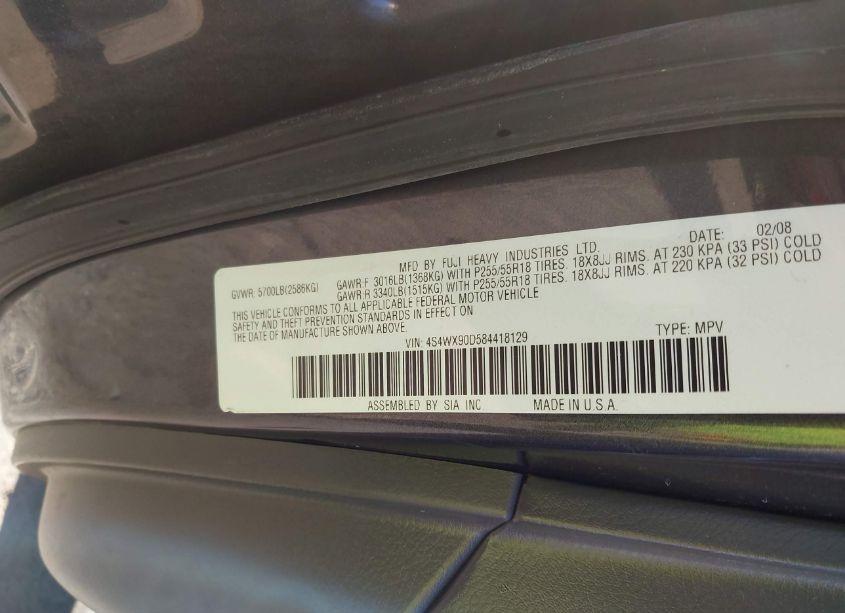 MFD BY FUJI HEAVY INDUSTRIES LTD. DATE: 02/08
GVWR: 5700LB(2586KG) GAWR:F 3016LB(1368KG) WITH P255/55R18 TIRES. 18X8JJ RIMS. AT 230 KPA (33 PSI) COLD
GAWR:R 3340LB(1515KG) WITH P255/55R18 TIRES. 18X8JJ RIMS. AT 220 KPA (32 PSI) COLD
THIS VEHICLE CONFORMS TO ALL APPLICABLE FEDERAL MOTOR VEHICLE
SAFETY AND THEFT PREVENTION STANDARDS IN EFFECT ON
THE DATE OF MANUFACTURE SHOWN ABOVE.
VIN: 4S4WX90D584418129 TYPE: MPV
ASSEMBLED BY SIA INC. MADE IN U.S.A.